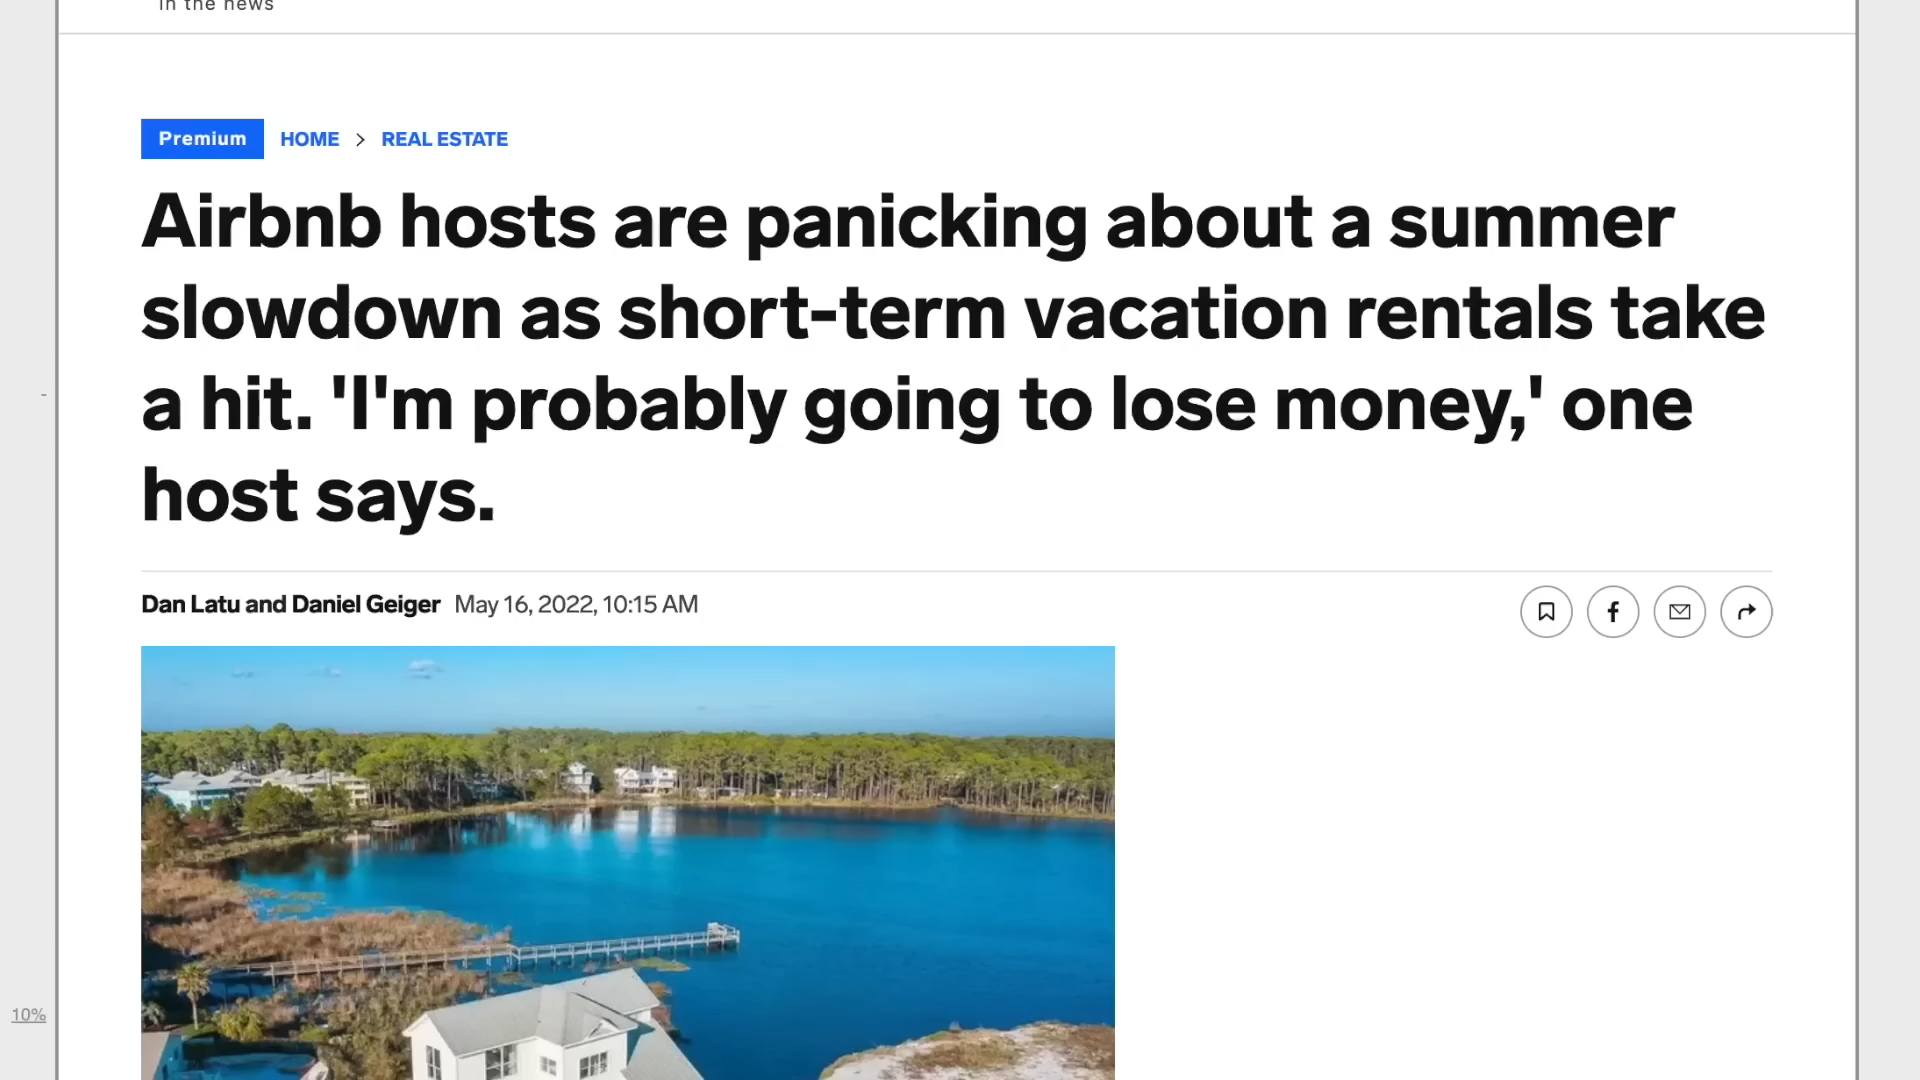 in the news
Premium HOME > REAL ESTATE
Airbnb hosts are panicking about a summer
slowdown as short-term vacation rentals take
a hit. 'I'm probably going to lose money,' one
host says.
Dan Latu and Daniel Geiger May 16, 2022, 10:15 AM
10%